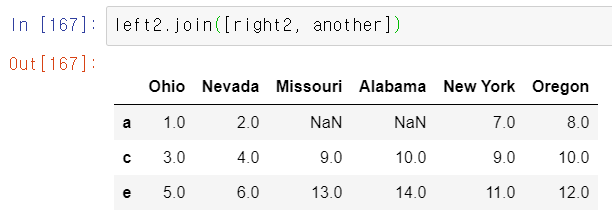 In [167]: left2.join([right2, another])
Out[167]:
Ohio Nevada Missouri Alabama New York Oregon
a 1.0 2.0 NaN NaN 7.0 8.0
c 3.0 4.0 9.0 10.0 9.0 10.0
e 5.0 6.0 13.0 14.0 11.0 12.0